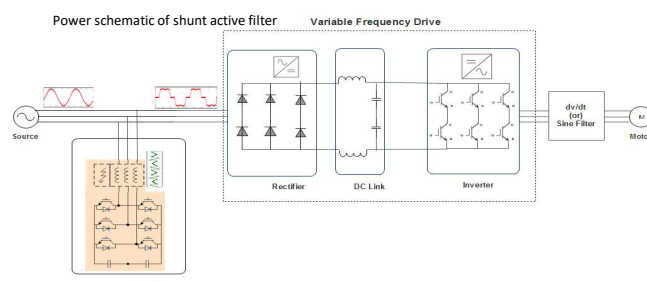 Power schematic of shunt active filter
Variable Frequency Drive
Source
Rectifier
DC Link
Inverter
dv/dt
(or)
Sine Filter
M
Motor